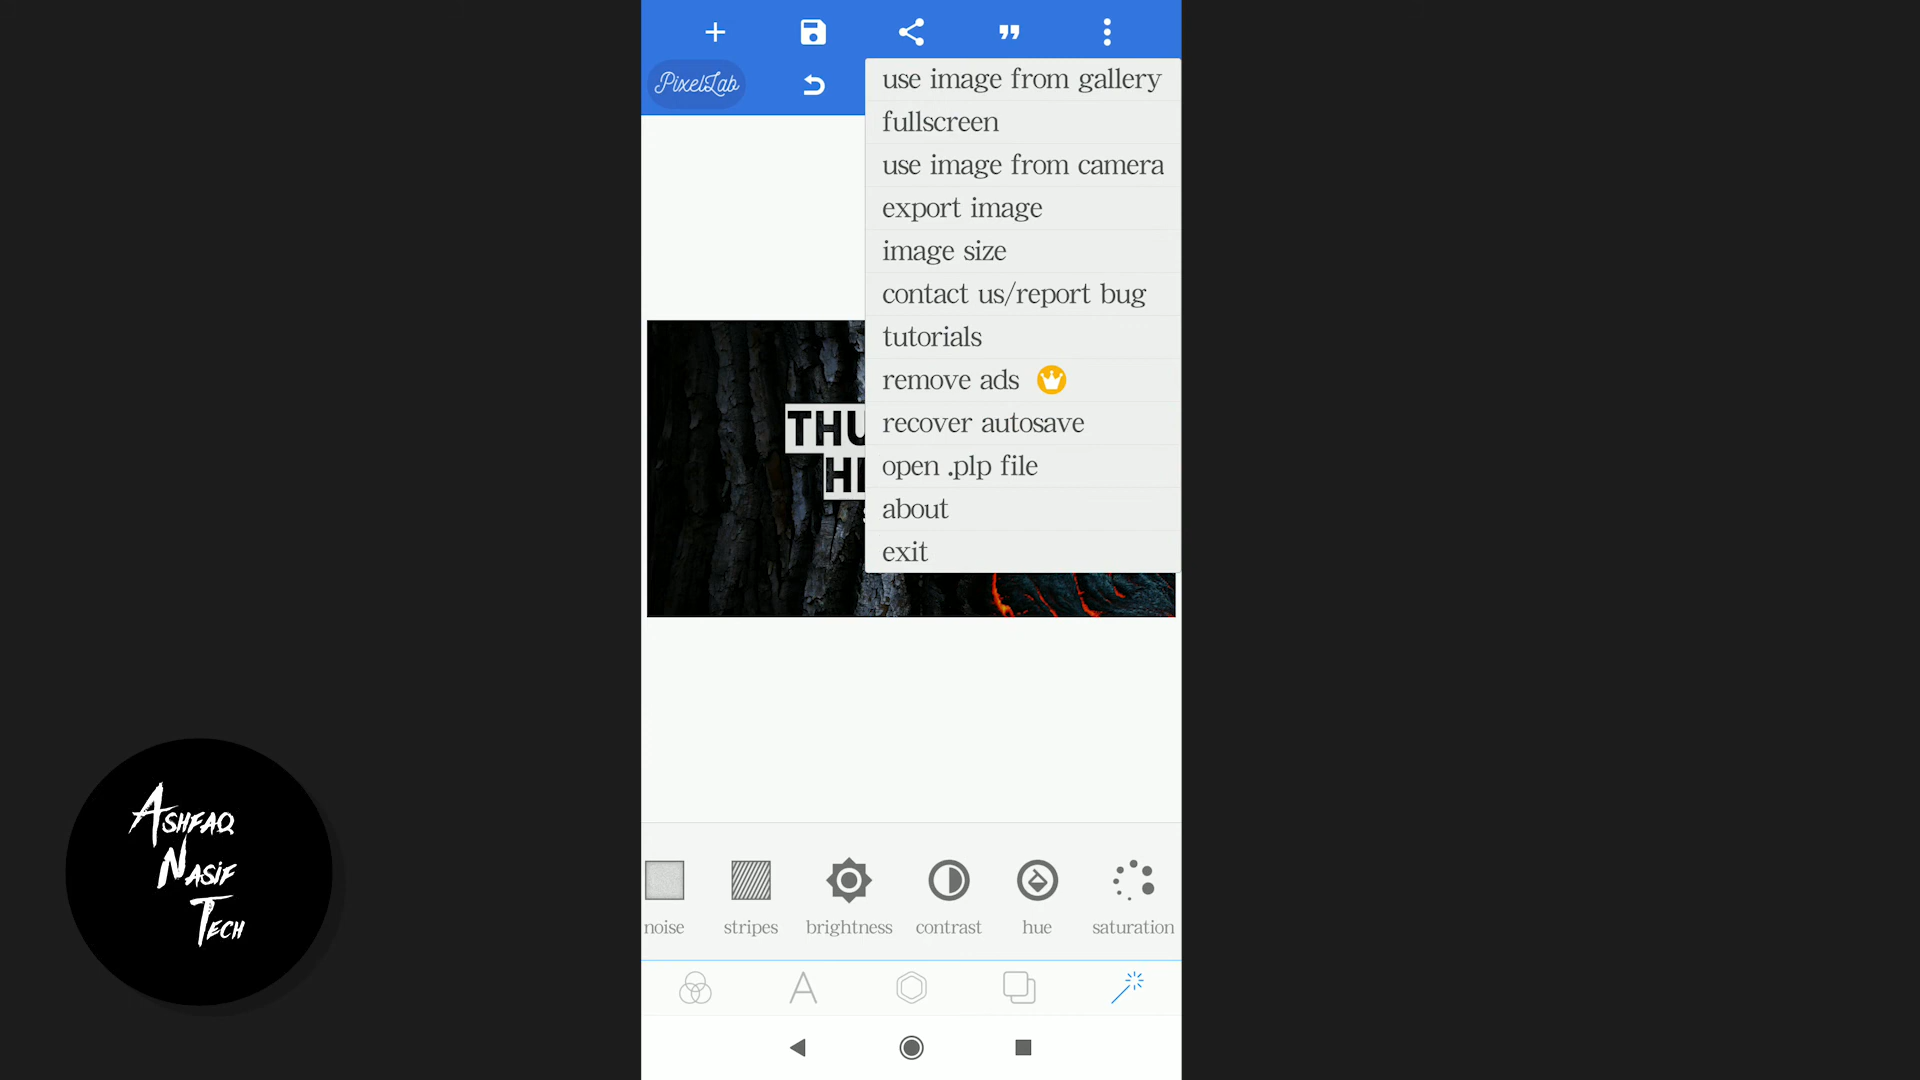 PixelLab
use image from gallery
fullscreen
use image from camera
export image
image size
contact us/report bug
tutorials
remove ads
recover autosave
open .plp file
about
exit
THU
HI
noise
stripes
brightness
contrast
hue
saturation
A
Ashfaq
Nasif
Tech